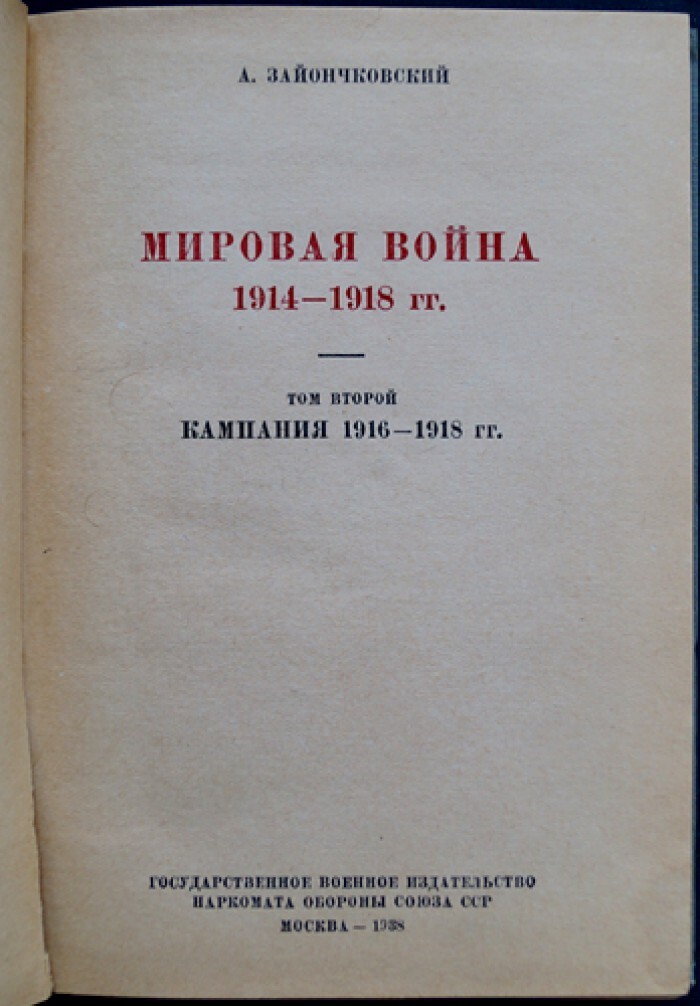 А. ЗАЙОНЧКОВСКИЙ
МИРОВАЯ ВОЙНА
1914—1918 гг.
ТОМ ВТОРОЙ
КАМПАНИЯ 1916—1918 гг.
ГОСУДАРСТВЕННОЕ ВОЕННОЕ ИЗДАТЕЛЬСТВО
НАРКОМАТА ОБОРОНЫ СОЮЗА ССР
МОСКВА — 1938